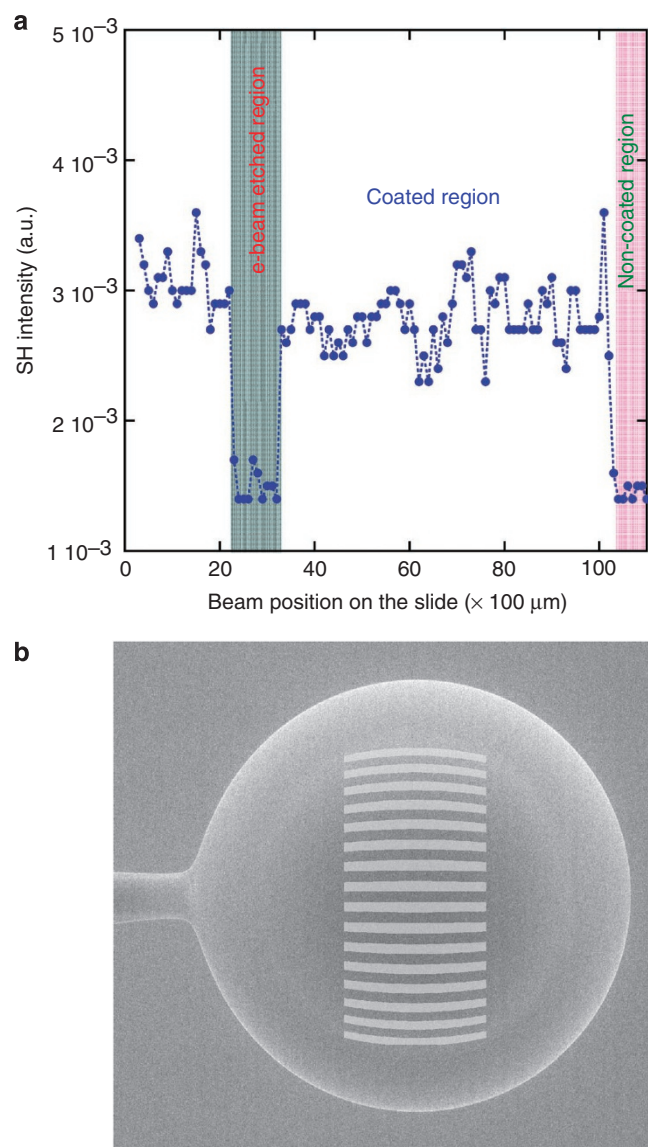 a
5 10⁻³
4 10⁻³
3 10⁻³
2 10⁻³
1 10⁻³
SH intensity (a.u.)
e-beam etched region
Coated region
Non-coated region
0 20 40 60 80 100
Beam position on the slide (× 100 μm)
b